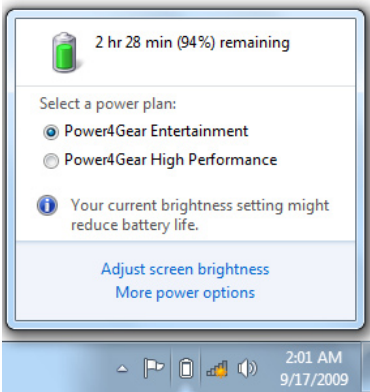 2 hr 28 min (94%) remaining
Select a power plan:
Power4Gear Entertainment
Power4Gear High Performance
Your current brightness setting might
reduce battery life.
Adjust screen brightness
More power options
2:01 AM
9/17/2009